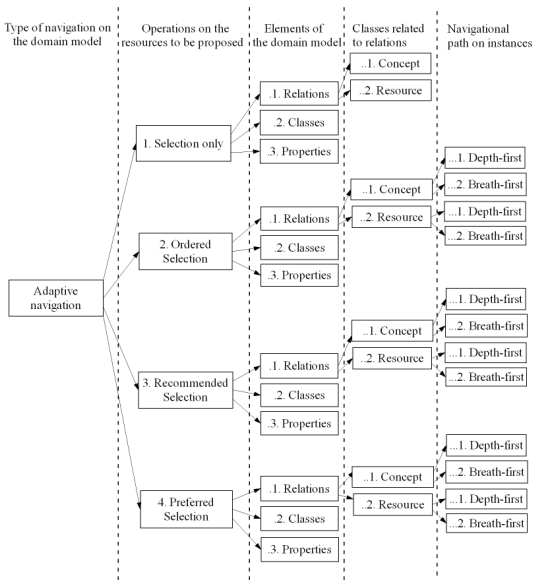 Type of navigation on
the domain model
Operations on the
resources to be proposed
Elements of
the domain model
Classes related
to relations
Navigational
path on instances
Adaptive
navigation
1. Selection only
.1. Relations
.2. Classes
.3. Properties
..1. Concept
..2. Resource
2. Ordered
Selection
.1. Relations
.2. Classes
.3. Properties
..1. Concept
..2. Resource
...1. Depth-first
...2. Breath-first
...1. Depth-first
...2. Breath-first
3. Recommended
Selection
.1. Relations
.2. Classes
.3. Properties
..1. Concept
..2. Resource
...1. Depth-first
...2. Breath-first
...1. Depth-first
...2. Breath-first
4. Preferred
Selection
.1. Relations
.2. Classes
.3. Properties
..1. Concept
..2. Resource
...1. Depth-first
...2. Breath-first
...1. Depth-first
...2. Breath-first